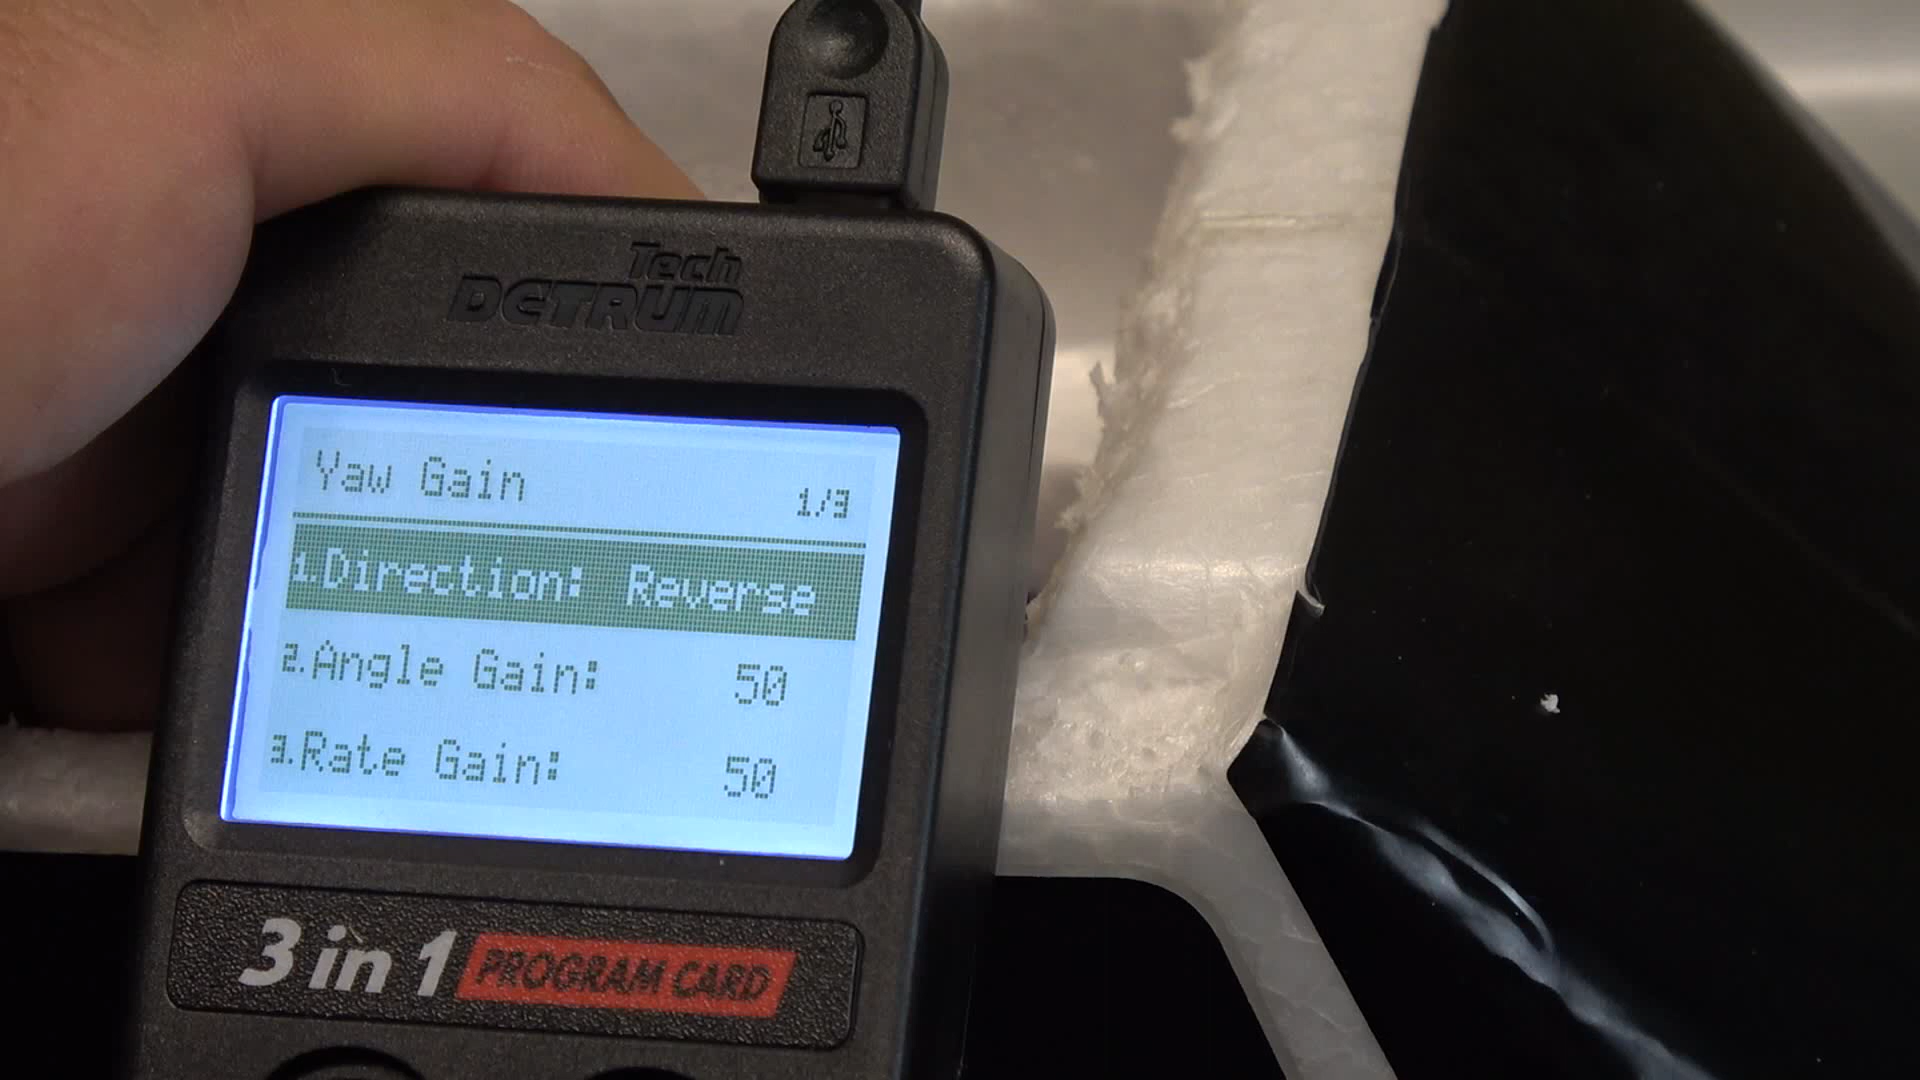 Tech
DETRUM
Yaw Gain 1/3
1.Direction: Reverse
2.Angle Gain: 50
3.Rate Gain: 50
3 in 1 PROGRAM CARD